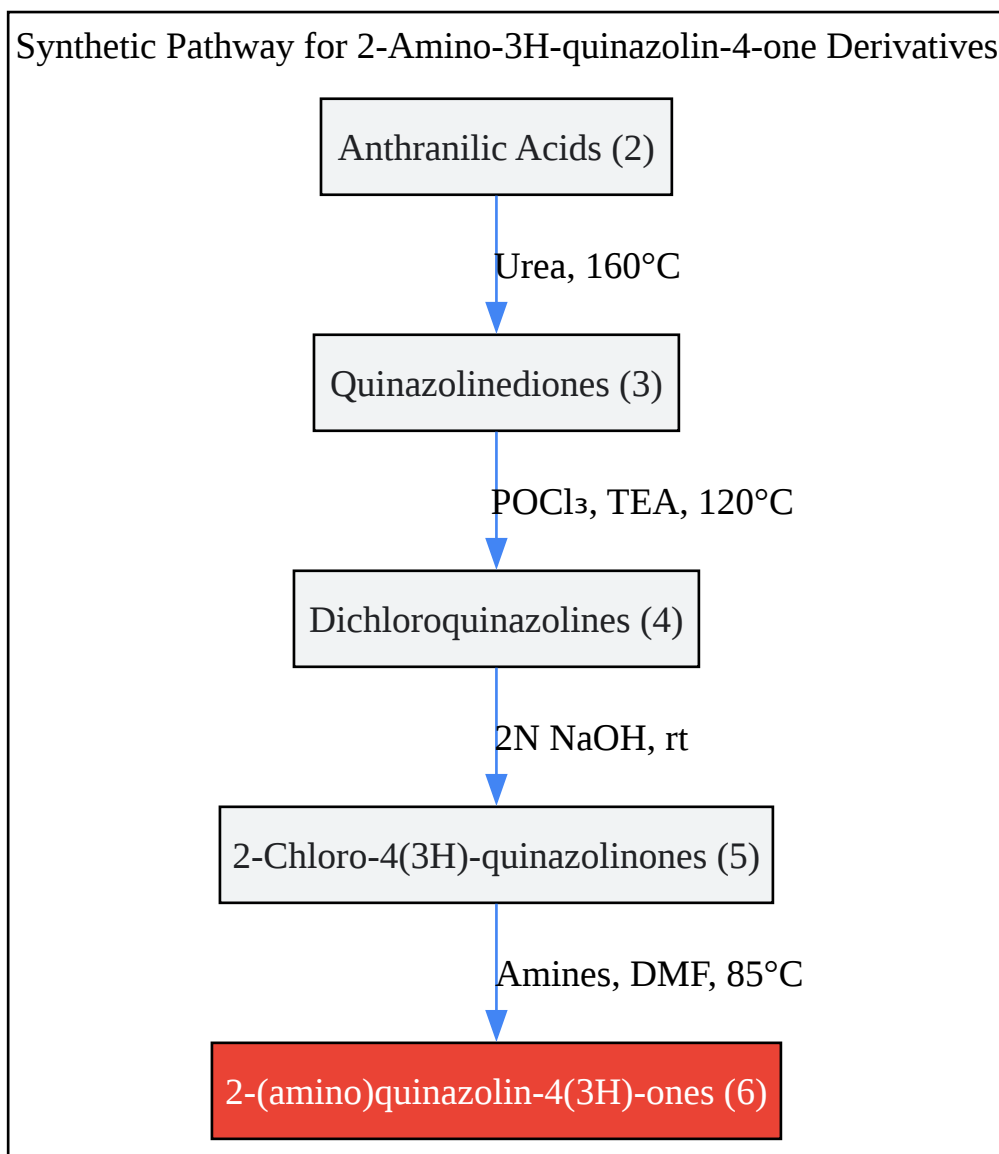 Synthetic Pathway for 2-Amino-3H-quinazolin-4-one Derivatives
Anthranilic Acids (2)
Urea, 160°C
Quinazolinediones (3)
POCl₃, TEA, 120°C
Dichloroquinazolines (4)
2N NaOH, rt
2-Chloro-4(3H)-quinazolinones (5)
Amines, DMF, 85°C
2-(amino)quinazolin-4(3H)-ones (6)